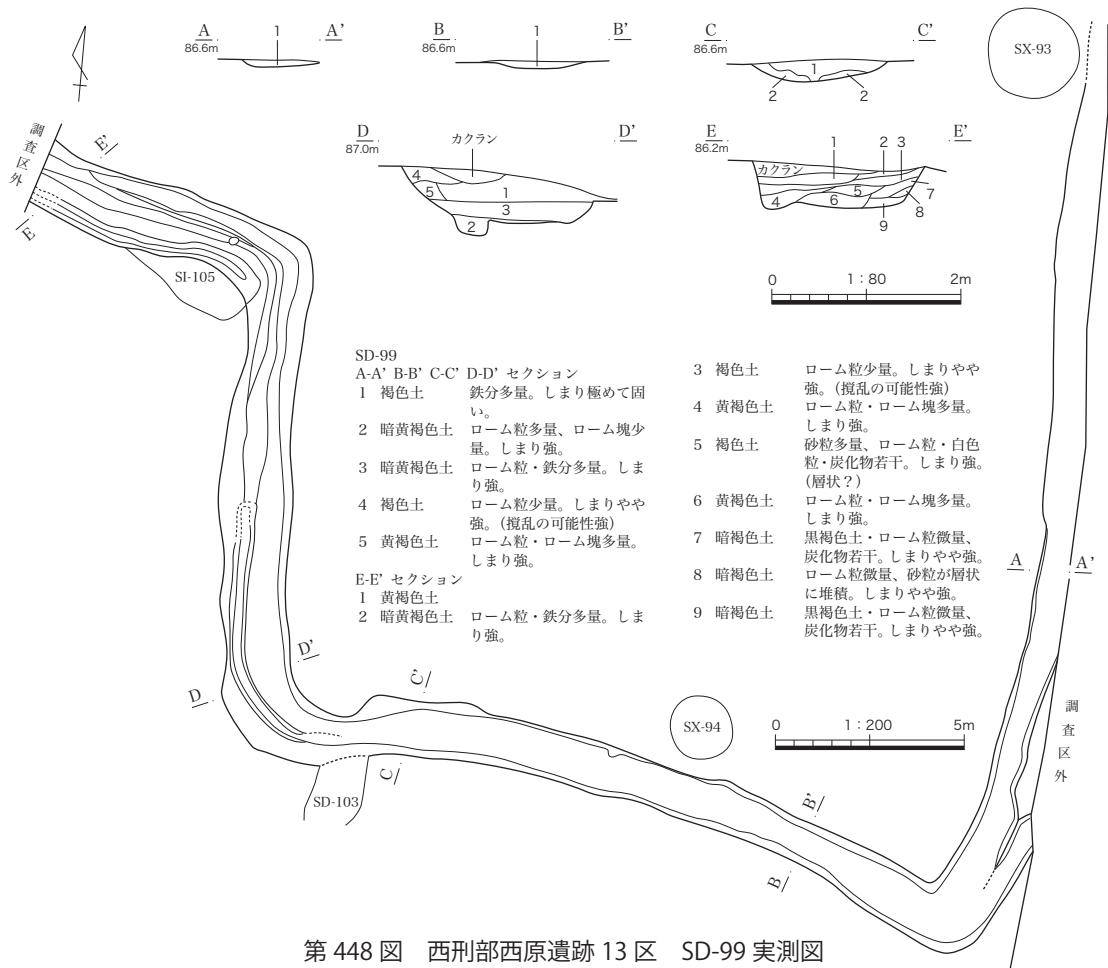 A 1 A'
86.6m
B 1 B'
86.6m
C C'
86.6m
1
2 2
SX-93
D カクラン D'
87.0m
4
5 1
3
2
E 1 2 3 E'
86.2m
カクラン
5 7
4 6 8
9
0 1：80 2m
調査区外
E'
E
SI-105
SD-99
A-A' B-B' C-C' D-D' セクション
1 褐色土 鉄分多量。しまり極めて固
い。
2 暗黄褐色土 ローム粒多量、ローム塊少
量。しまり強。
3 暗黄褐色土 ローム粒・鉄分多量。しま
り強。
4 褐色土 ローム粒少量。しまりやや
強。（撹乱の可能性強）
5 黄褐色土 ローム粒・ローム塊多量。
しまり強。
E-E' セクション
1 黄褐色土
2 暗黄褐色土 ローム粒・鉄分多量。しま
り強。
3 褐色土 ローム粒少量。しまりやや
強。（撹乱の可能性強）
4 黄褐色土 ローム粒・ローム塊多量。
しまり強。
5 褐色土 砂粒多量、ローム粒・白色
粒・炭化物若干。しまり強。
（層状？）
6 黄褐色土 ローム粒・ローム塊多量。
しまり強。
7 暗褐色土 黒褐色土・ローム粒微量、
炭化物若干。しまりやや強。
8 暗褐色土 ローム粒微量、砂粒が層状
に堆積。しまりやや強。
9 暗褐色土 黒褐色土・ローム粒微量、
炭化物若干。しまりやや強。
A A'
D'
D
C'
C
SD-103
SX-94
0 1：200 5m
調査区外
B'
B
第 448 図 西刑部西原遺跡 13 区 SD-99 実測図